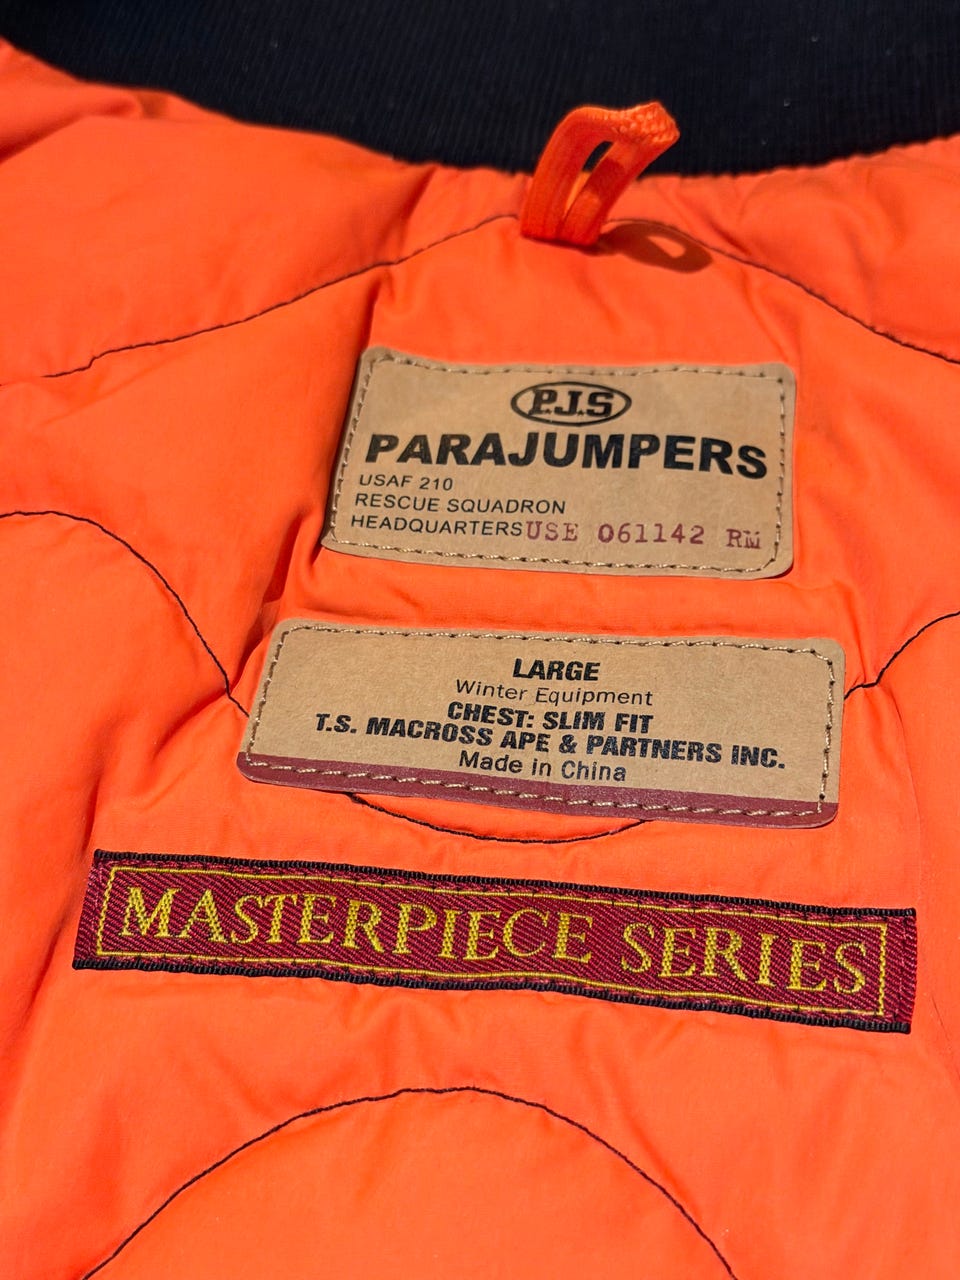 P.J.S
PARAJUMPERS
USAF 210
RESCUE SQUADRON
HEADQUARTERS USE 061142 RM
LARGE
Winter Equipment
CHEST: SLIM FIT
T.S. MACROSS APE & PARTNERS INC.
Made in China
MASTERPIECE SERIES